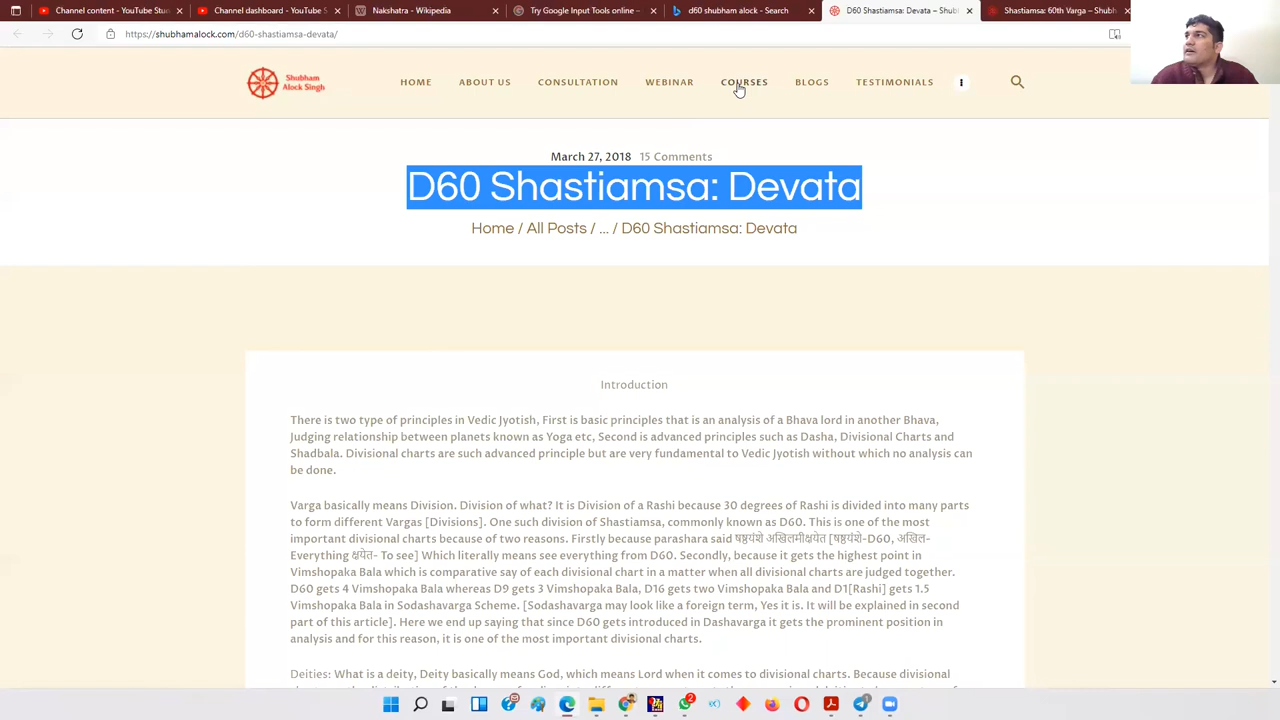 Channel content - YouTube Stud
Channel dashboard - YouTube S
Nakshatra - Wikipedia
Try Google Input Tools online –
d60 shubham alock - Search
D60 Shastiamsa: Devata – Shub
Shastiamsa: 60th Varga – Shubh
https://shubhamalock.com/d60-shastiamsa-devata/
Shubham
Alock Singh
HOME ABOUT US CONSULTATION WEBINAR COURSES BLOGS TESTIMONIALS
March 27, 2018 15 Comments
D60 Shastiamsa: Devata
Home / All Posts / ... / D60 Shastiamsa: Devata
Introduction
There is two type of principles in Vedic Jyotish, First is basic principles that is an analysis of a Bhava lord in another Bhava,
Judging relationship between planets known as Yoga etc, Second is advanced principles such as Dasha, Divisional Charts and
Shadbala. Divisional charts are such advanced principle but are very fundamental to Vedic Jyotish without which no analysis can
be done.
Varga basically means Division. Division of what? It is Division of a Rashi because 30 degrees of Rashi is divided into many parts
to form different Vargas [Divisions]. One such division of Shastiamsa, commonly known as D60. This is one of the most
important divisional charts because of two reasons. Firstly because parashara said षष्ठ्यंशे अखिलमीक्षयेत [षष्ठ्यंशे-D60, अखिल-
Everything क्षयेत- To see] Which literally means see everything from D60. Secondly, because it gets the highest point in
Vimshopaka Bala which is comparative say of each divisional chart in a matter when all divisional charts are judged together.
D60 gets 4 Vimshopaka Bala whereas D9 gets 3 Vimshopaka Bala, D16 gets two Vimshopaka Bala and D1[Rashi] gets 1.5
Vimshopaka Bala in Sodashavarga Scheme. [Sodashavarga may look like a foreign term, Yes it is. It will be explained in second
part of this article]. Here we end up saying that since D60 gets introduced in Dashavarga it gets the prominent position in
analysis and for this reason, it is one of the most important divisional charts.
Deities: What is a deity, Deity basically means God, which means Lord when it comes to divisional charts. Because divisional